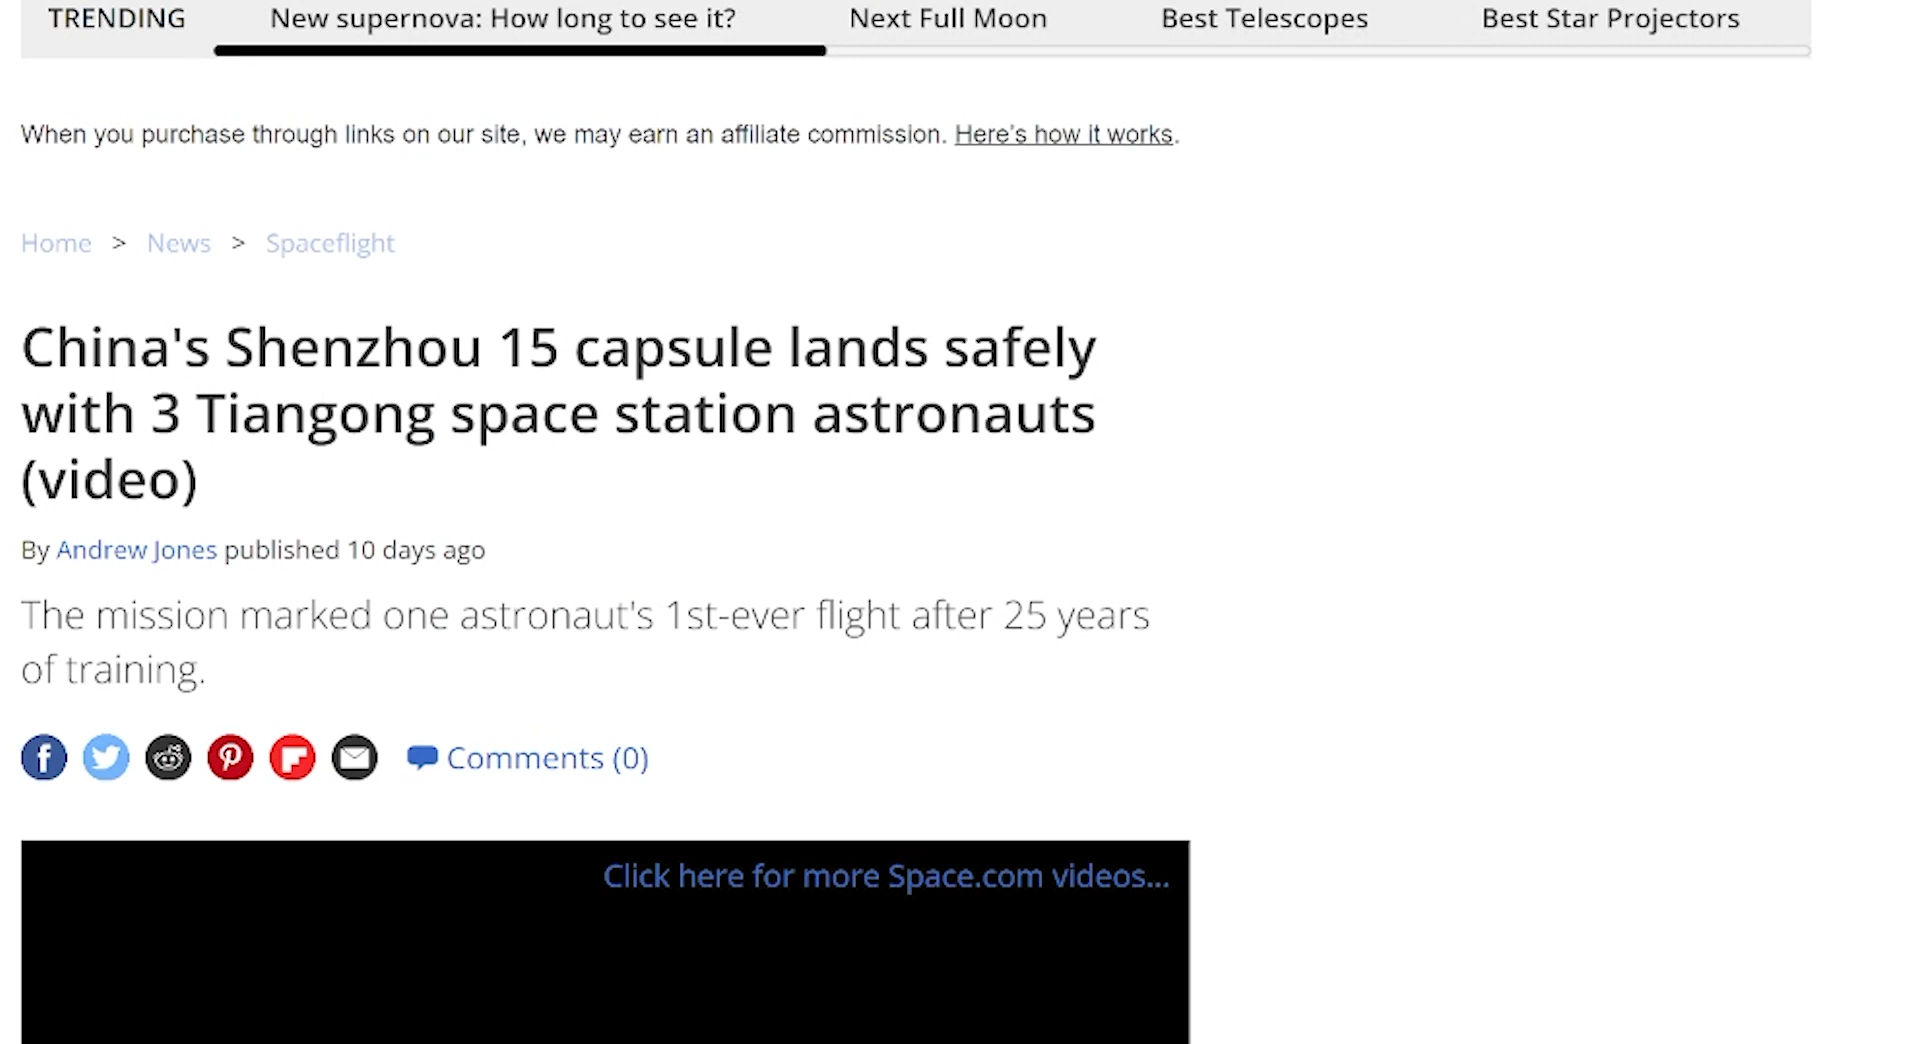 TRENDING New supernova: How long to see it? Next Full Moon Best Telescopes Best Star Projectors
When you purchase through links on our site, we may earn an affiliate commission. Here's how it works.
Home > News > Spaceflight
China's Shenzhou 15 capsule lands safely
with 3 Tiangong space station astronauts
(video)
By Andrew Jones published 10 days ago
The mission marked one astronaut's 1st-ever flight after 25 years
of training.
Comments (0)
Click here for more Space.com videos...